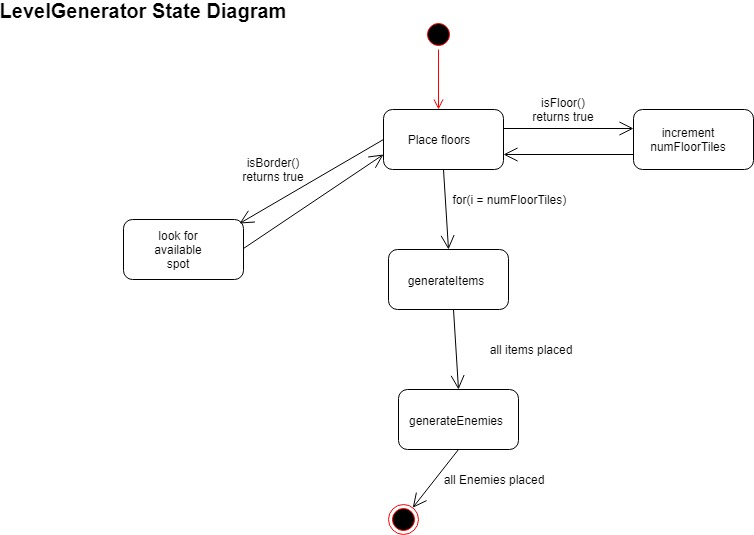 LevelGenerator State Diagram
isFloor()
returns true
Place floors
increment
numFloorTiles
isBorder()
returns true
for(i = numFloorTiles)
look for
available
spot
generateItems
all items placed
generateEnemies
all Enemies placed